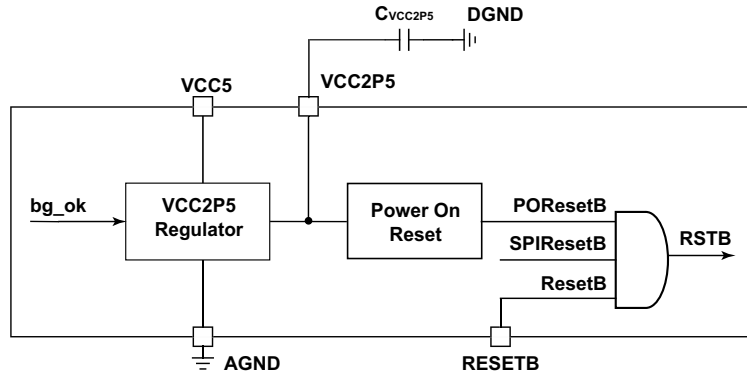 CVCC2P5
DGND
VCC5
VCC2P5
bg_ok
VCC2P5
Regulator
Power On
Reset
POResetB
SPIResetB
ResetB
RSTB
AGND
RESETB